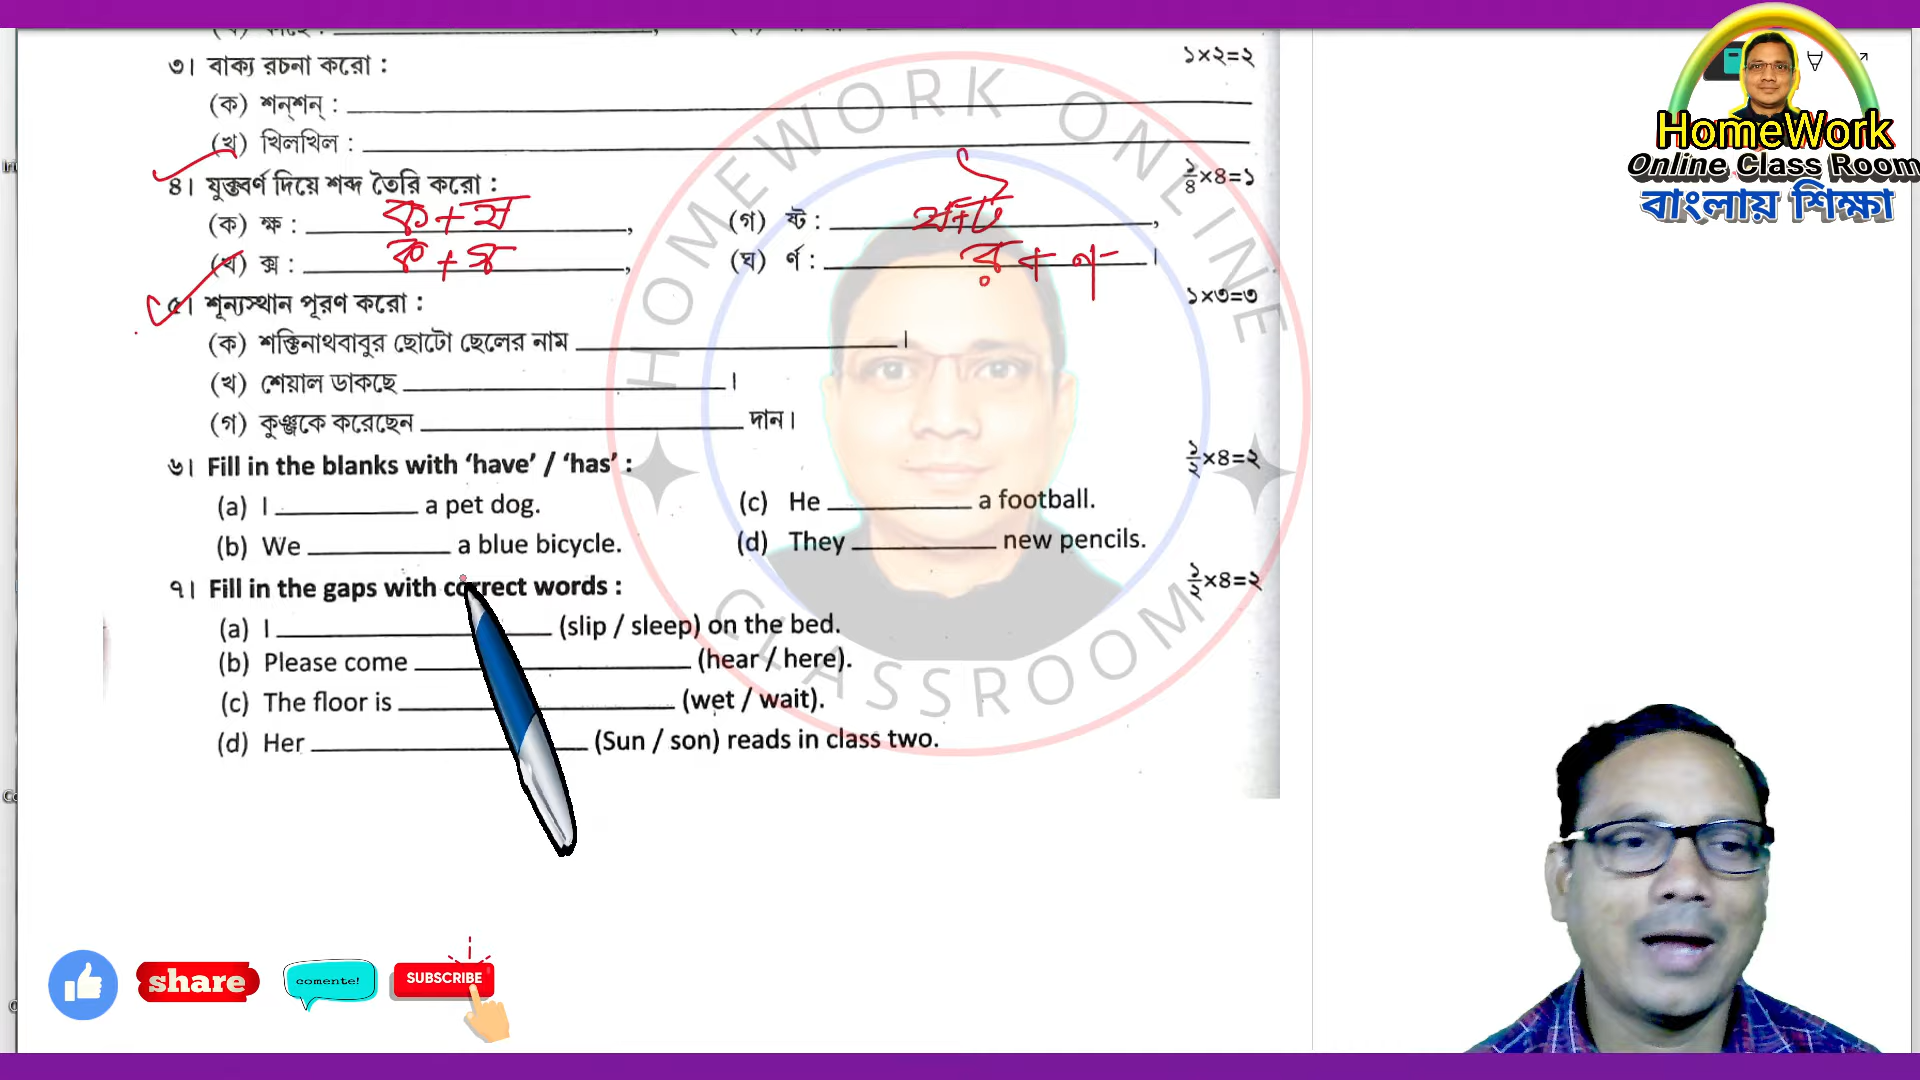 ৩। বাক্য রচনা করো : ১×২=২
(ক) শন্‌শন্‌ :
(খ) খিলখিল :
৪। যুক্তবর্ণ দিয়ে শব্দ তৈরি করো : ১/৪×৪=১
(ক) ক্ষ : ক + ষ , (গ) ষ্ট : ,
(খ) ক্স : ক + স , (ঘ) র্ণ : র + ণ ।
৫। শূন্যস্থান পূরণ করো : ১×৩=৩
(ক) শক্তিনাথবাবুর ছোটো ছেলের নাম ।
(খ) শেয়াল ডাকছে ।
(গ) কুঞ্জকে করেছেন দান।
৬। Fill in the blanks with ‘have’ / ‘has’ : ১/২×৪=২
(a) I a pet dog. (c) He a football.
(b) We a blue bicycle. (d) They new pencils.
৭। Fill in the gaps with correct words : ১/২×৪=২
(a) I (slip / sleep) on the bed.
(b) Please come (hear / here).
(c) The floor is (wet / wait).
(d) Her (Sun / son) reads in class two.
HOMEWORK ONLINE CLASSROOM
HomeWork
Online Class Room
বাংলায় শিক্ষা
share
comente!
SUBSCRIBE